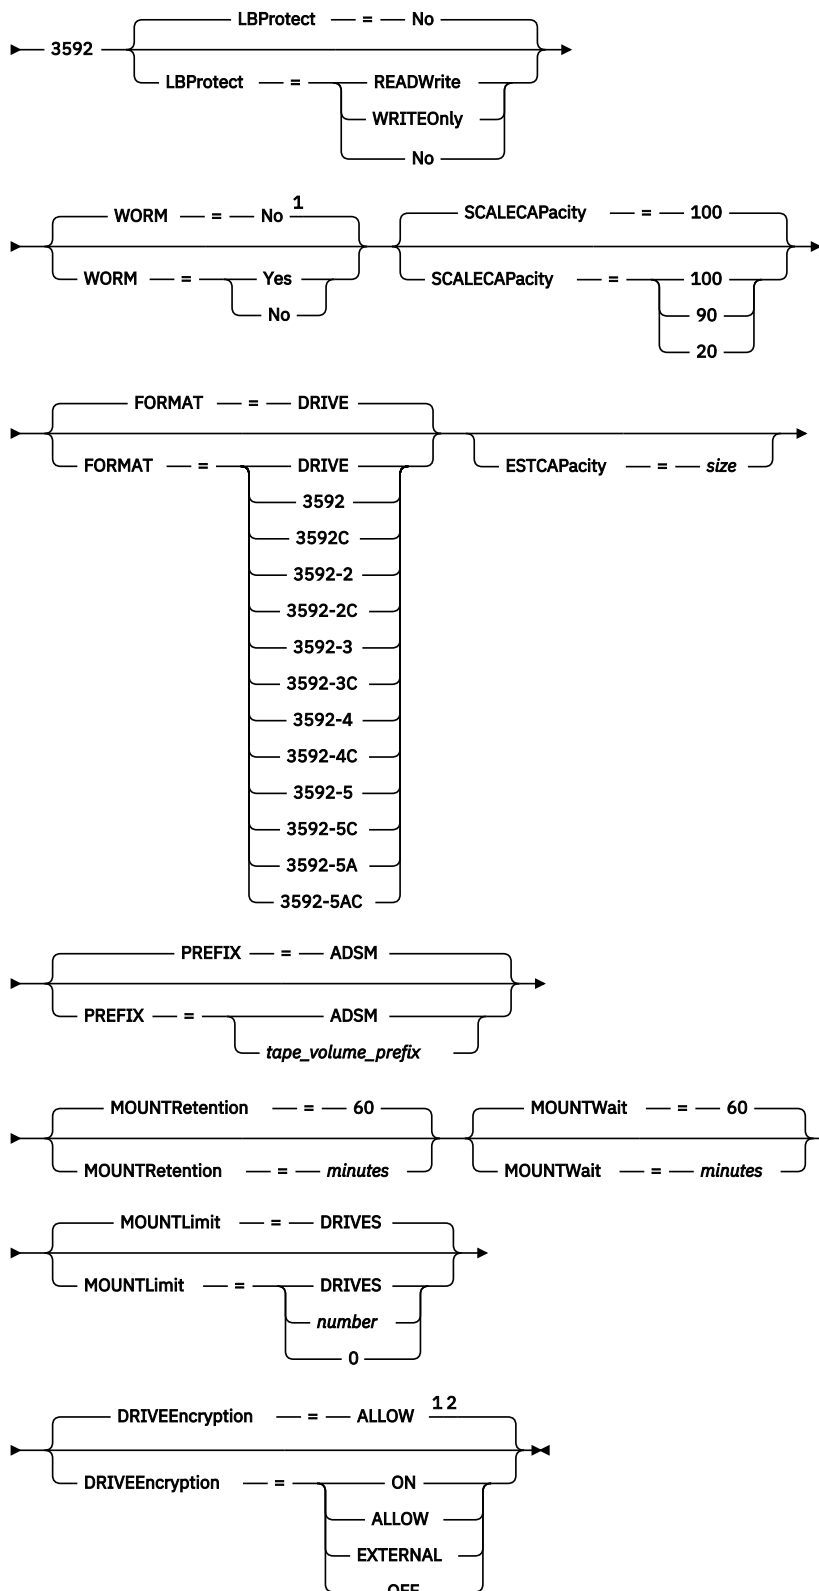 LBProtect = No
3592
LBProtect = READWrite
WRITEOnly
No
WORM = No 1 SCALECAPacity = 100
WORM = Yes SCALECAPacity = 100
No 90
20
FORMAT = DRIVE
FORMAT = DRIVE ESTCAPacity = size
3592
3592C
3592-2
3592-2C
3592-3
3592-3C
3592-4
3592-4C
3592-5
3592-5C
3592-5A
3592-5AC
PREFIX = ADSM
PREFIX = ADSM
tape_volume_prefix
MOUNTRetention = 60 MOUNTWait = 60
MOUNTRetention = minutes MOUNTWait = minutes
MOUNTLimit = DRIVES
MOUNTLimit = DRIVES
number
0
DRIVEEncryption = ALLOW 1 2
DRIVEEncryption = ON
ALLOW
EXTERNAL
OFF